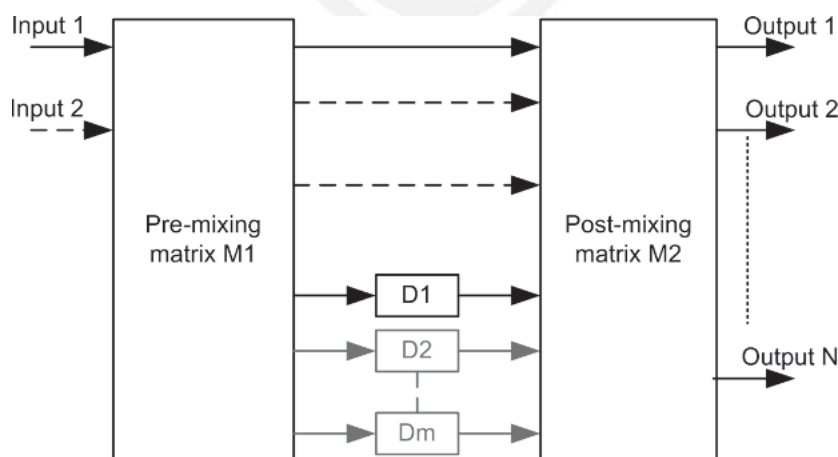 Input 1
Output 1
Input 2
Output 2
Pre-mixing
matrix M1
Post-mixing
matrix M2
D1
D2
Output N
Dm